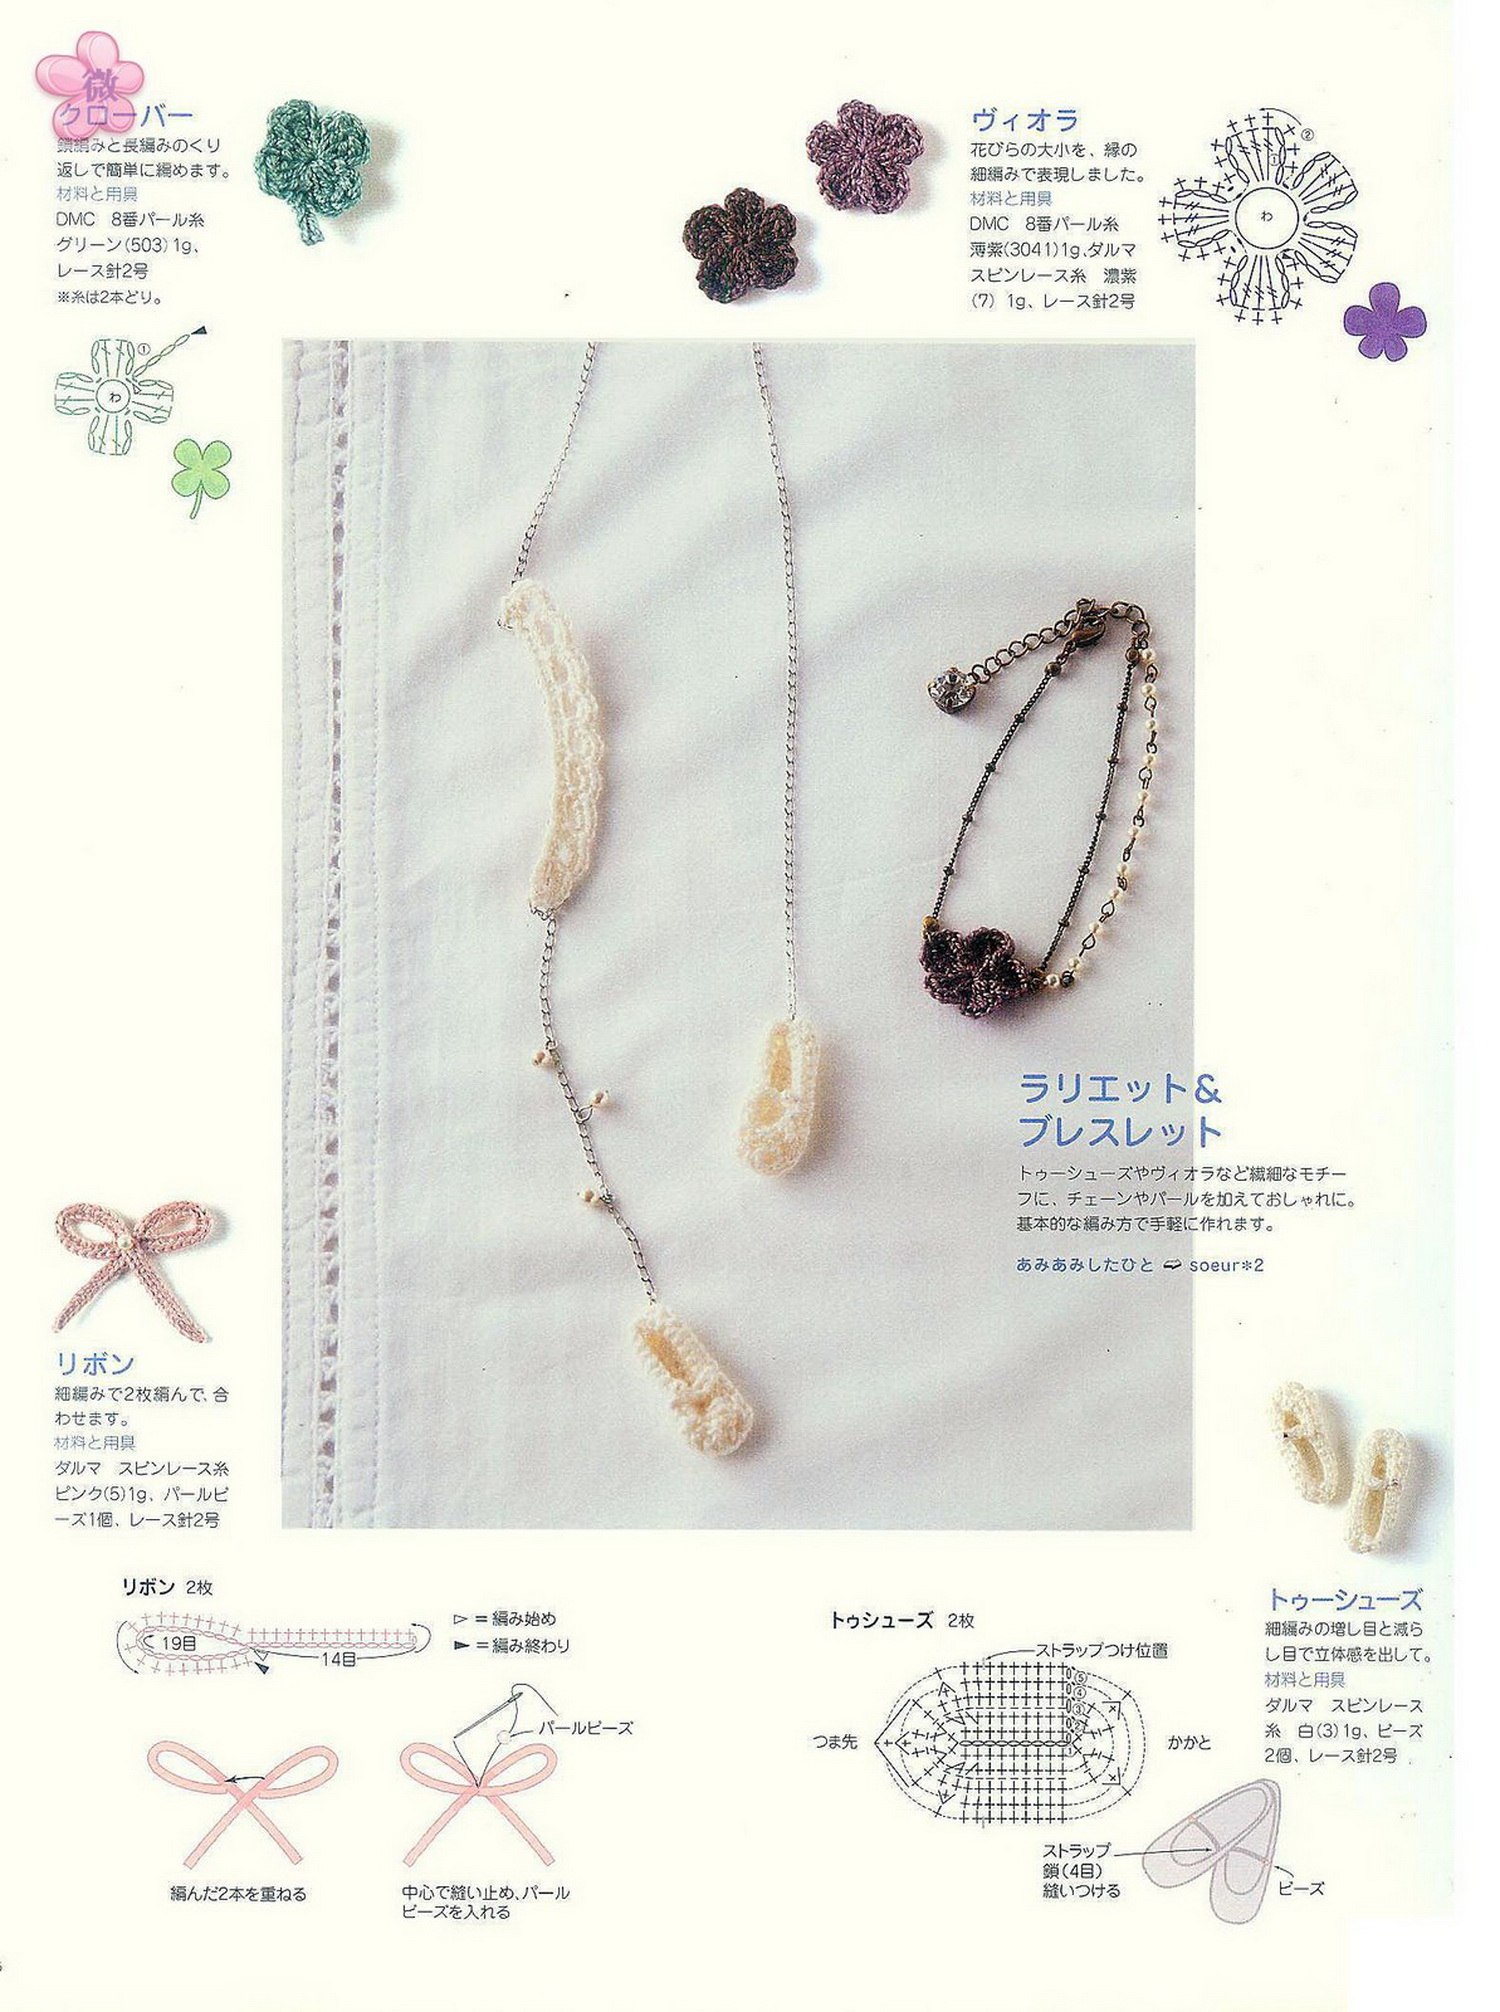 微
クローバー
鎖編みと長編みのくり
返しで簡単に編めます。
材料と用具
DMC　8番パール糸
グリーン(503)1g、
レース針2号
※糸は2本どり。
①
わ
ヴィオラ
花びらの大小を、縁の
細編みで表現しました。
材料と用具
DMC　8番パール糸
薄紫(3041)1g、ダルマ
スピンレース糸　濃紫
(7) 1g、レース針2号
②
①
わ
ラリエット＆
ブレスレット
トゥーシューズやヴィオラなど繊細なモチー
フに、チェーンやパールを加えておしゃれに。
基本的な編み方で手軽に作れます。
あみあみしたひと ➫ soeur*2
リボン
細編みで2枚編んで、合
わせます。
材料と用具
ダルマ　スピンレース糸
ピンク(5)1g、パールビ
ーズ1個、レース針2号
リボン 2枚
19目
14目
▷ = 編み始め
▶ = 編み終わり
パールビーズ
編んだ2本を重ねる
中心で縫い止め、パール
ビーズを入れる
トゥーシューズ
細編みの増し目と減ら
し目で立体感を出して。
材料と用具
ダルマ　スピンレース
糸　白(3)1g、ビーズ
2個、レース針2号
トゥシューズ 2枚
ストラップつけ位置
⑤
④
③
②
つま先
かかと
ストラップ
鎖(4目)
縫いつける
ビーズ